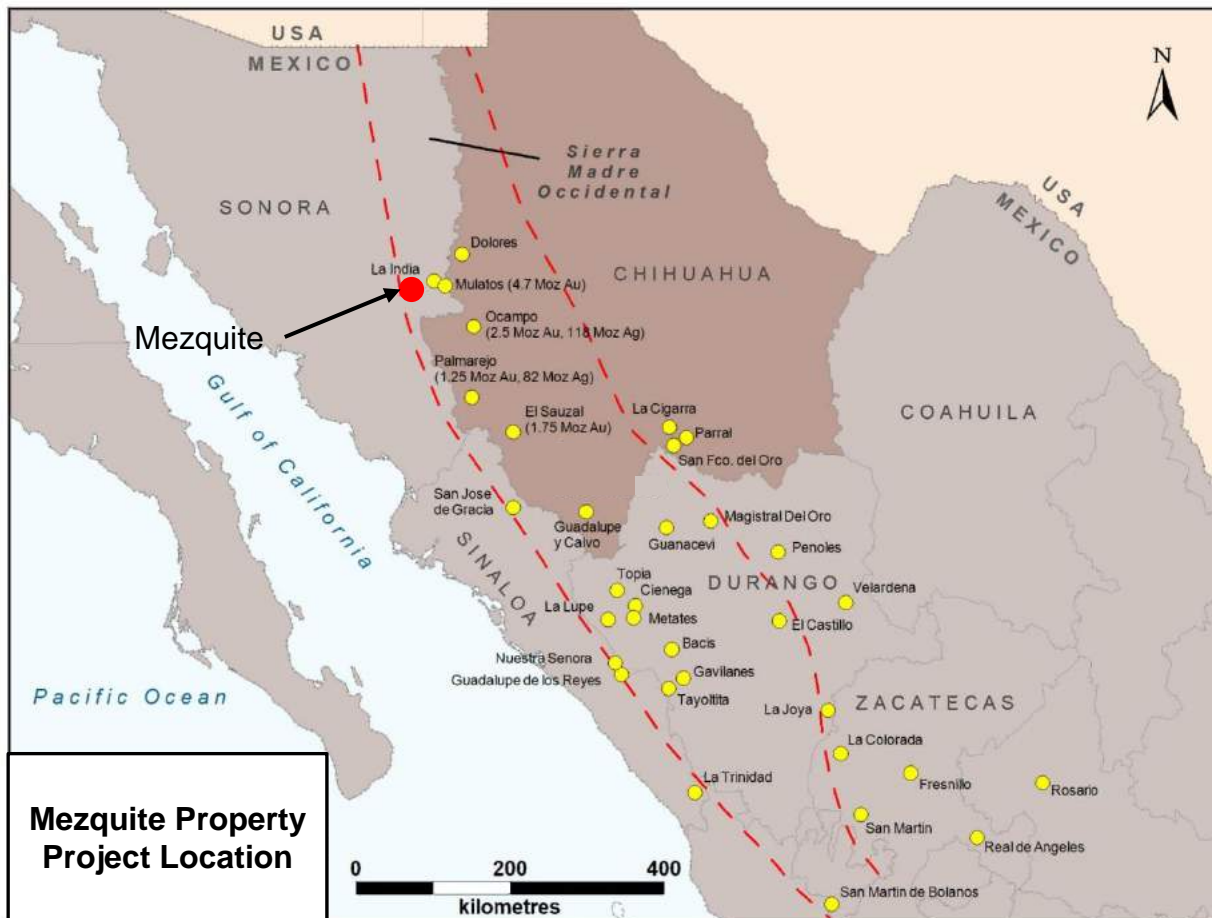 USA
MEXICO
N
Sierra
Madre
Occidental
USA
MEXICO
SONORA
Dolores
La India
CHIHUAHUA
Mulatos (4.7 Moz Au)
Mezquite
Ocampo
(2.5 Moz Au, 118 Moz Ag)
Palmarejo
(1.25 Moz Au, 82 Moz Ag)
Gulf of California
El Sauzal
(1.75 Moz Au)
La Cigarra
Parral
San Fco. del Oro
COAHUILA
San Jose
de Gracia
Guadalupe
y Calvo
Magistral Del Oro
Guanacevi
Penoles
SINALOA
Topia
Cienega
DURANGO
Velardena
La Lupe
Metates
El Castillo
Bacis
Nuestra Senora
Gavilanes
Guadalupe de los Reyes
Tayoltita
Pacific Ocean
La Joya
ZACATECAS
La Colorada
La Trinidad
Fresnillo
Rosario
San Martin
Real de Angeles
San Martin de Bolanos
Mezquite Property
Project Location
0 200 400
kilometres
G